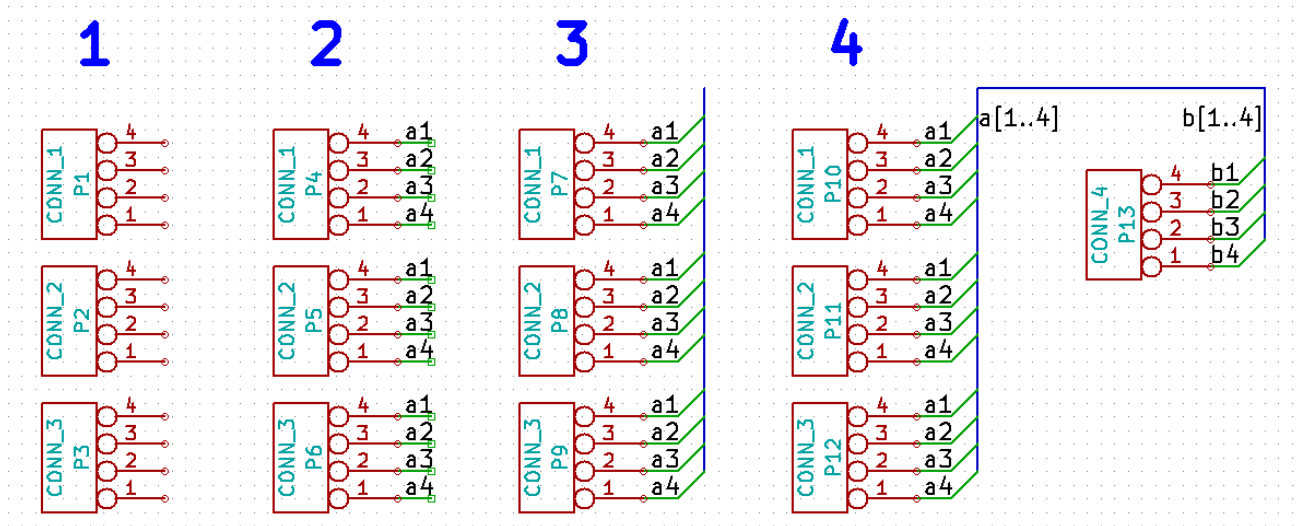 1 2 3 4
CONN_1
P1
4
3
2
1
CONN_1
P4
4 a1
3 a2
2 a3
1 a4
CONN_1
P7
4 a1
3 a2
2 a3
1 a4
CONN_1
P10
4 a1
3 a2
2 a3
1 a4
a[1..4] b[1..4]
CONN_4
P13
4 b1
3 b2
2 b3
1 b4
CONN_2
P2
4
3
2
1
CONN_2
P5
4 a1
3 a2
2 a3
1 a4
CONN_2
P8
4 a1
3 a2
2 a3
1 a4
CONN_2
P11
4 a1
3 a2
2 a3
1 a4
CONN_3
P3
4
3
2
1
CONN_3
P6
4 a1
3 a2
2 a3
1 a4
CONN_3
P9
4 a1
3 a2
2 a3
1 a4
CONN_3
P12
4 a1
3 a2
2 a3
1 a4